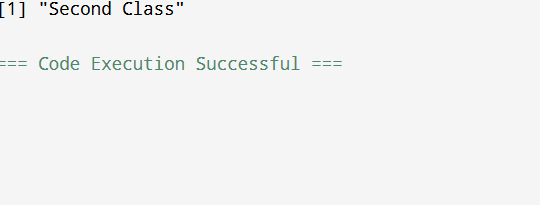 [1] "Second Class"
=== Code Execution Successful ===